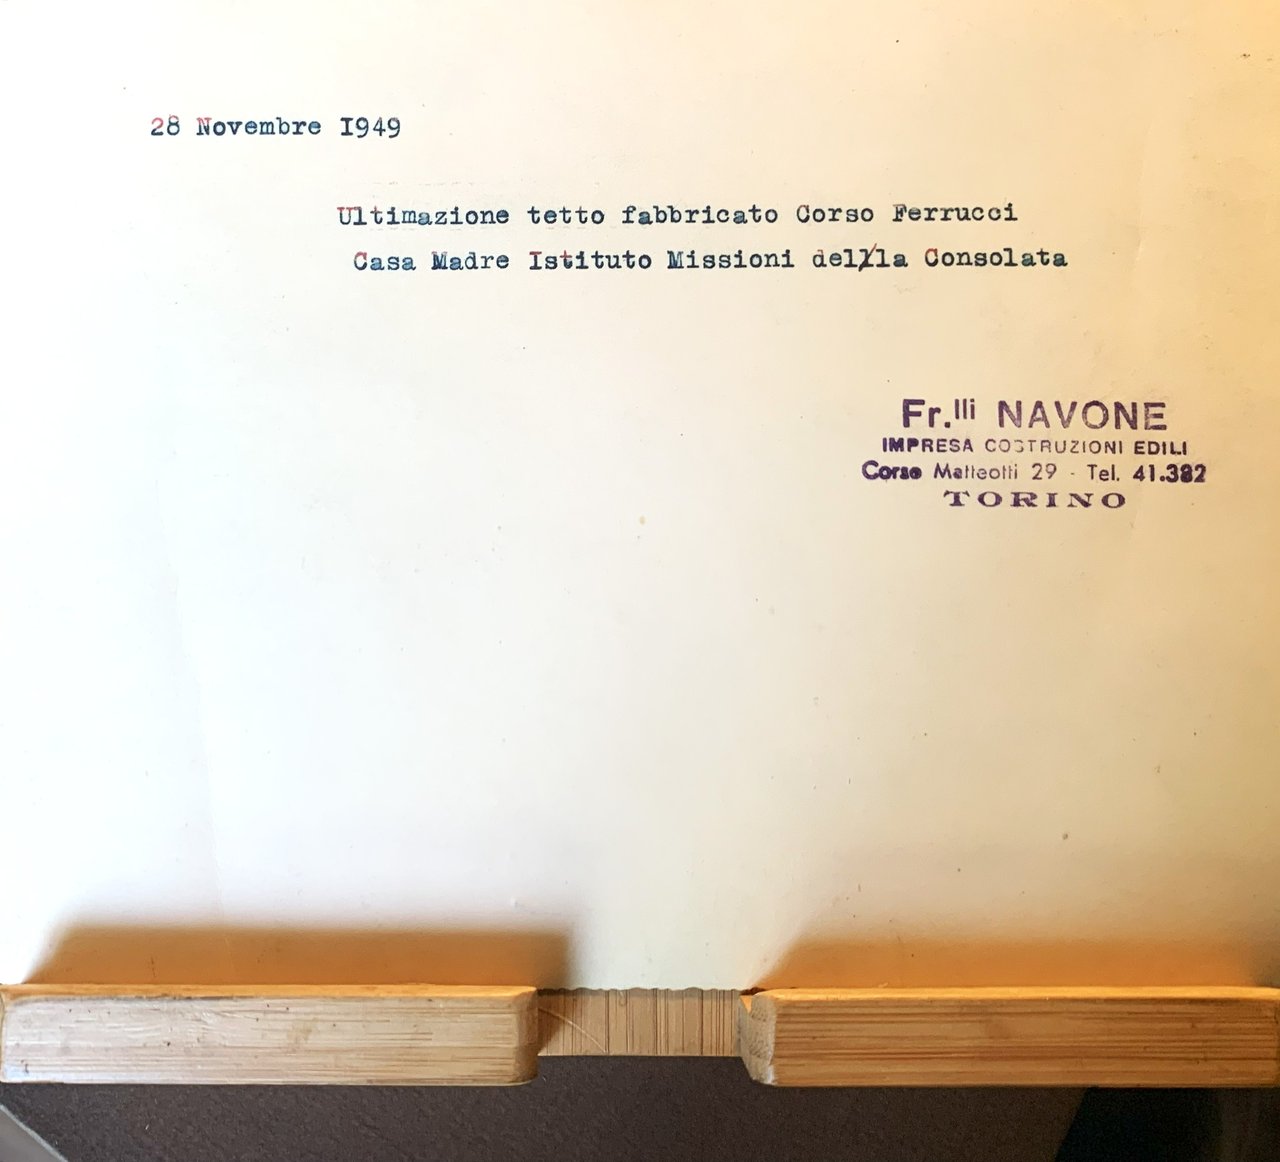 28 Novembre I949
Ultimazione tetto fabbricato Corso Ferrucci
Casa Madre Istituto Missioni del/la Consolata
Fr.lli NAVONE
IMPRESA COSTRUZIONI EDILI
Corso Matteotti 29 - Tel. 41.382
TORINO